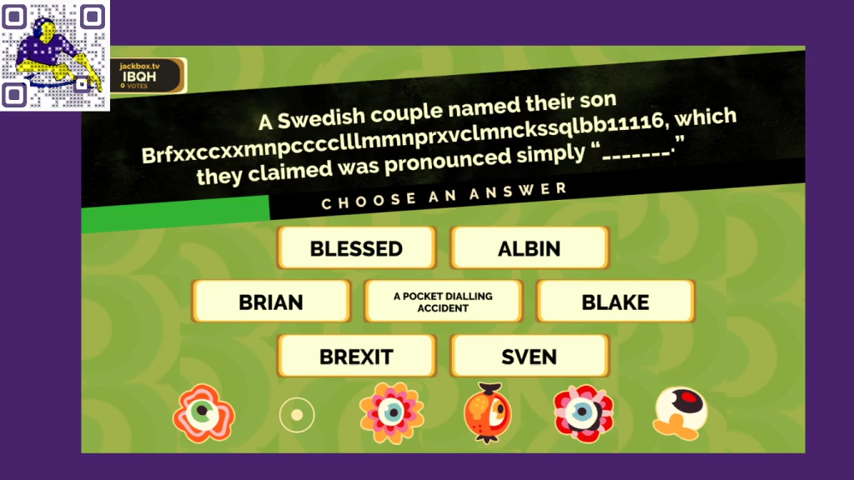 jackbox.tv
IBQH
0 VOTES
A Swedish couple named their son
Brfxxccxxmnpcccclllmmnprxvclmnckssqlbb11116, which
they claimed was pronounced simply “_______.”
CHOOSE AN ANSWER
BLESSED
ALBIN
BRIAN
A POCKET DIALLING
ACCIDENT
BLAKE
BREXIT
SVEN